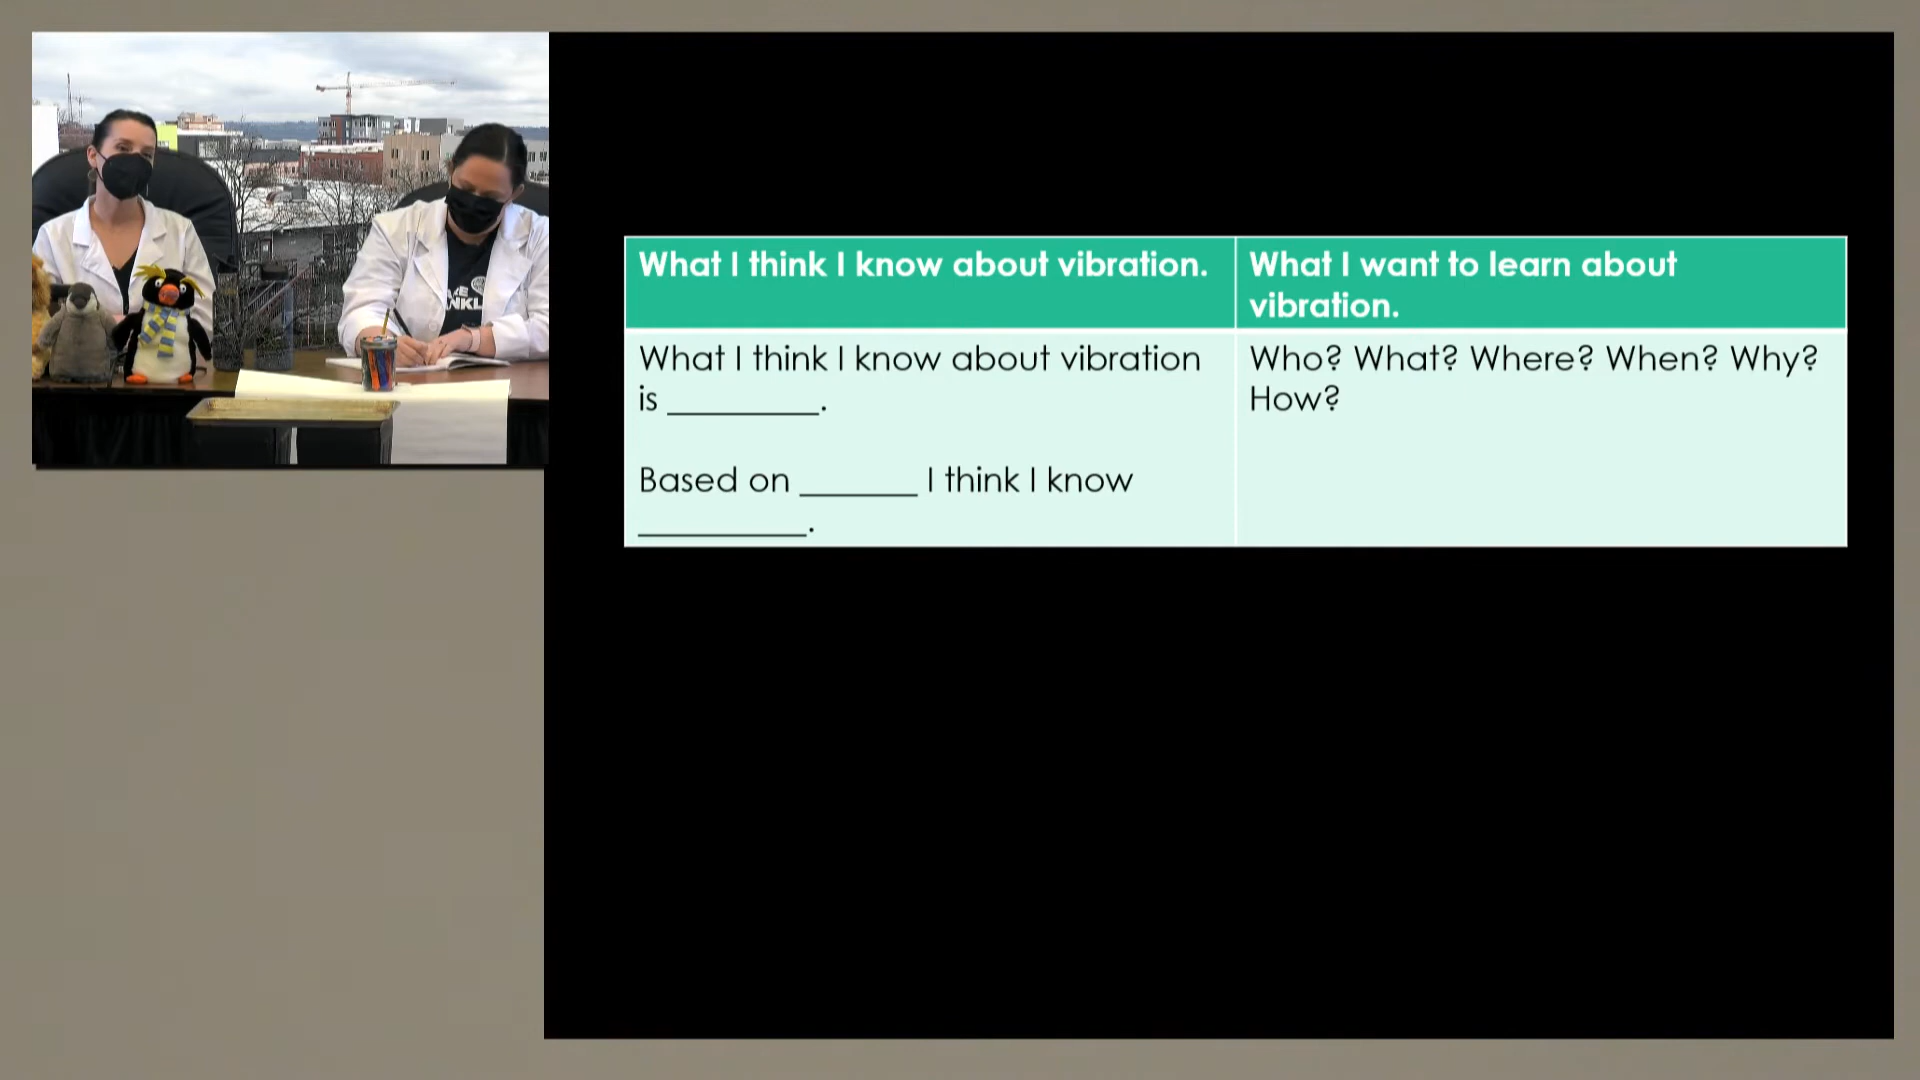 What I think I know about vibration.
What I want to learn about
vibration.
What I think I know about vibration
is _________.
Based on _______ I think I know
__________.
Who? What? Where? When? Why?
How?